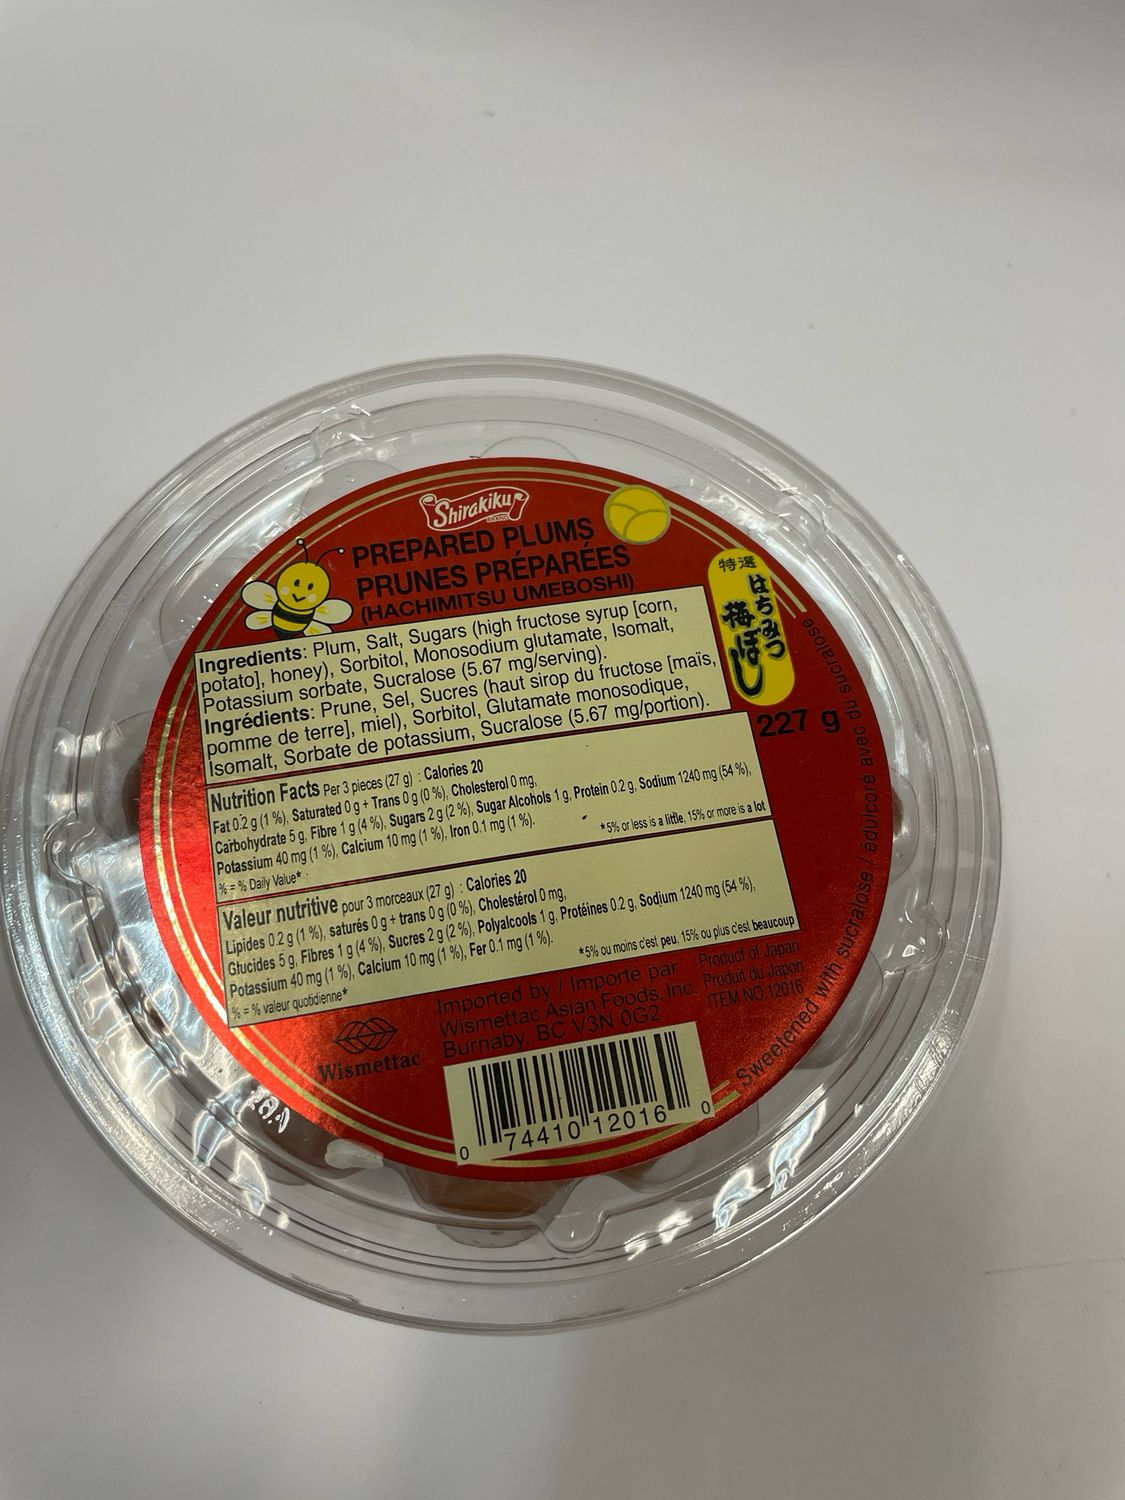 Shirakiku
BRAND
PREPARED PLUMS
PRUNES PRÉPARÉES
(HACHIMITSU UMEBOSHI)
特選
はちみつ
梅ぼし
227 g
Ingredients: Plum, Salt, Sugars (high fructose syrup [corn,
potato], honey), Sorbitol, Monosodium glutamate, Isomalt,
Potassium sorbate, Sucralose (5.67 mg/serving).
Ingrédients: Prune, Sel, Sucres (haut sirop du fructose [maïs,
pomme de terre], miel), Sorbitol, Glutamate monosodique,
Isomalt, Sorbate de potassium, Sucralose (5.67 mg/portion).
Nutrition Facts Per 3 pieces (27 g) : Calories 20
Fat 0.2 g (1 %), Saturated 0 g + Trans 0 g (0 %), Cholesterol 0 mg,
Carbohydrate 5 g, Fibre 1 g (4 %), Sugars 2 g (2 %), Sugar Alcohols 1 g, Protein 0.2 g, Sodium 1240 mg (54 %),
Potassium 40 mg (1 %), Calcium 10 mg (1 %), Iron 0.1 mg (1 %).
% = % Daily Value* *5% or less is a little, 15% or more is a lot
Valeur nutritive pour 3 morceaux (27 g) : Calories 20
Lipides 0.2 g (1 %), saturés 0 g + trans 0 g (0 %), Cholestérol 0 mg,
Glucides 5 g, Fibres 1 g (4 %), Sucres 2 g (2 %), Polyalcools 1 g, Protéines 0.2 g, Sodium 1240 mg (54 %),
Potassium 40 mg (1 %), Calcium 10 mg (1 %), Fer 0.1 mg (1 %).
% = % valeur quotidienne* *5% ou moins c'est peu, 15% ou plus c'est beaucoup
Wismettac
Imported by / Importé par
Wismettac Asian Foods, Inc.
Burnaby, BC V3N 0G2
Product of Japan
Produit du Japon
ITEM NO.12016
Sweetened with sucralose / édulcoré avec du sucralose
0 74410 12016 0